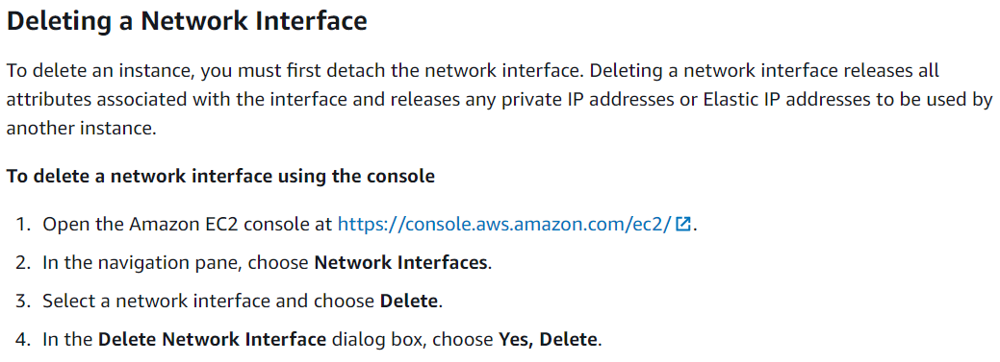 Deleting a Network Interface
To delete an instance, you must first detach the network interface. Deleting a network interface releases all
attributes associated with the interface and releases any private IP addresses or Elastic IP addresses to be used by
another instance.
To delete a network interface using the console
1. Open the Amazon EC2 console at https://console.aws.amazon.com/ec2/.
2. In the navigation pane, choose Network Interfaces.
3. Select a network interface and choose Delete.
4. In the Delete Network Interface dialog box, choose Yes, Delete.